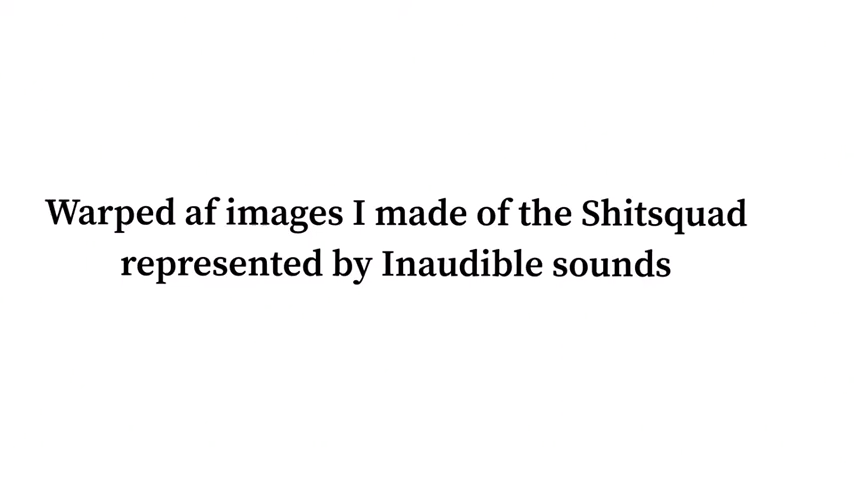 Warped af images I made of the Shitsquad
represented by Inaudible sounds